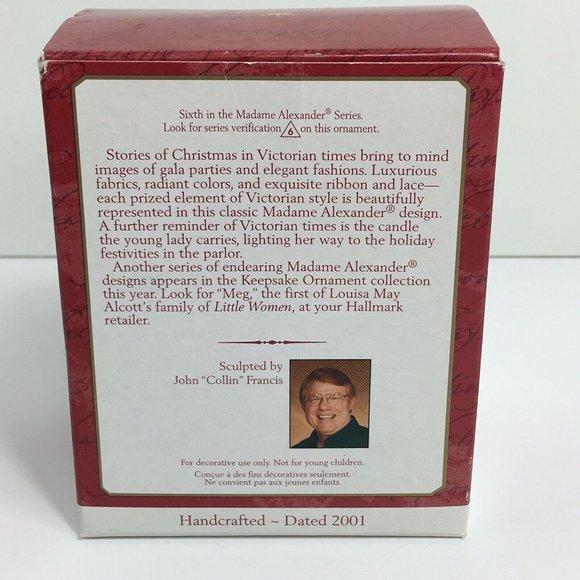 Sixth in the Madame Alexander® Series.
Look for series verification 6 on this ornament.
Stories of Christmas in Victorian times bring to mind
images of gala parties and elegant fashions. Luxurious
fabrics, radiant colors, and exquisite ribbon and lace—
each prized element of Victorian style is beautifully
represented in this classic Madame Alexander® design.
A further reminder of Victorian times is the candle
the young lady carries, lighting her way to the holiday
festivities in the parlor.
Another series of endearing Madame Alexander®
designs appears in the Keepsake Ornament collection
this year. Look for “Meg,” the first of Louisa May
Alcott’s family of Little Women, at your Hallmark
retailer.
Sculpted by
John “Collin” Francis
For decorative use only. Not for young children.
Conçue à des fins décoratives seulement.
Ne convient pas aux jeunes enfants.
Handcrafted ~ Dated 2001